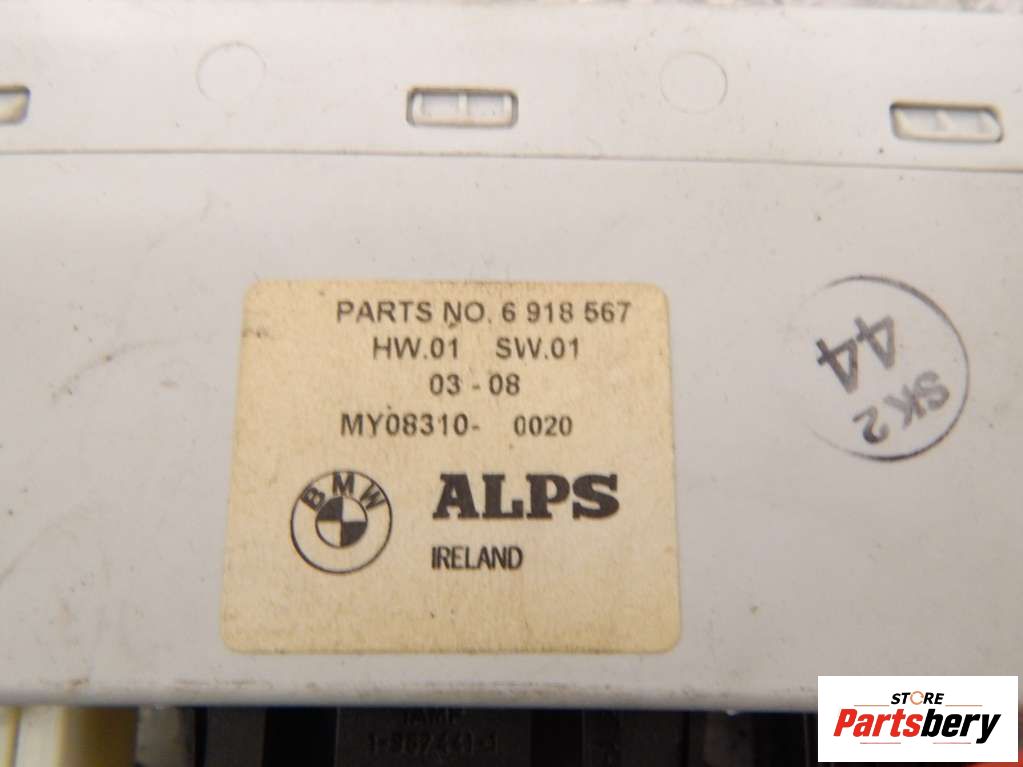 PARTS NO. 6 918 567
HW.01 SW.01
03 - 08
MY08310- 0020
BMW
ALPS
IRELAND
44
SK2
STORE
Partsbery